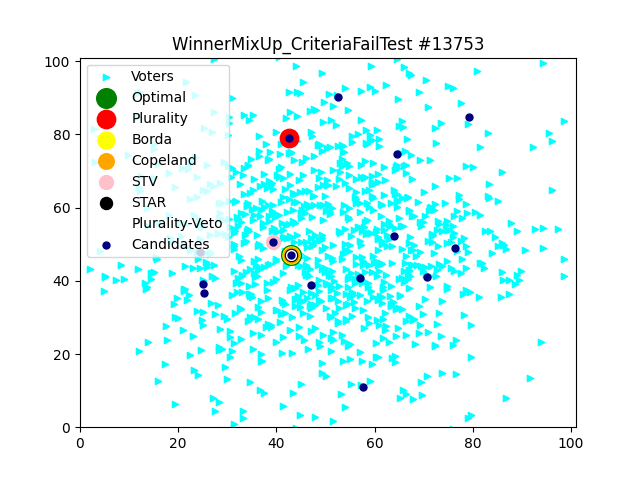 WinnerMixUp_CriteriaFailTest #13753
100
80
60
40
20
0
Voters
Optimal
Plurality
Borda
Copeland
STV
STAR
Plurality-Veto
Candidates
0 20 40 60 80 100